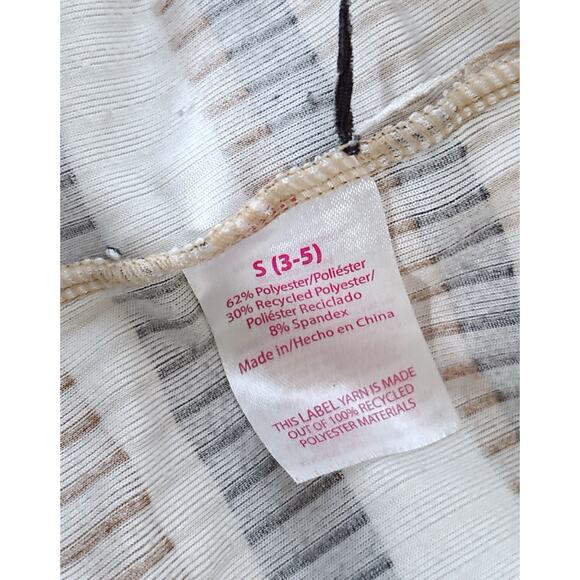 S (3-5)
62% Polyester/Poliéster
30% Recycled Polyester/
Poliéster Reciclado
8% Spandex
Made in/Hecho en China
THIS LABEL YARN IS MADE
OUT OF 100% RECYCLED
POLYESTER MATERIALS